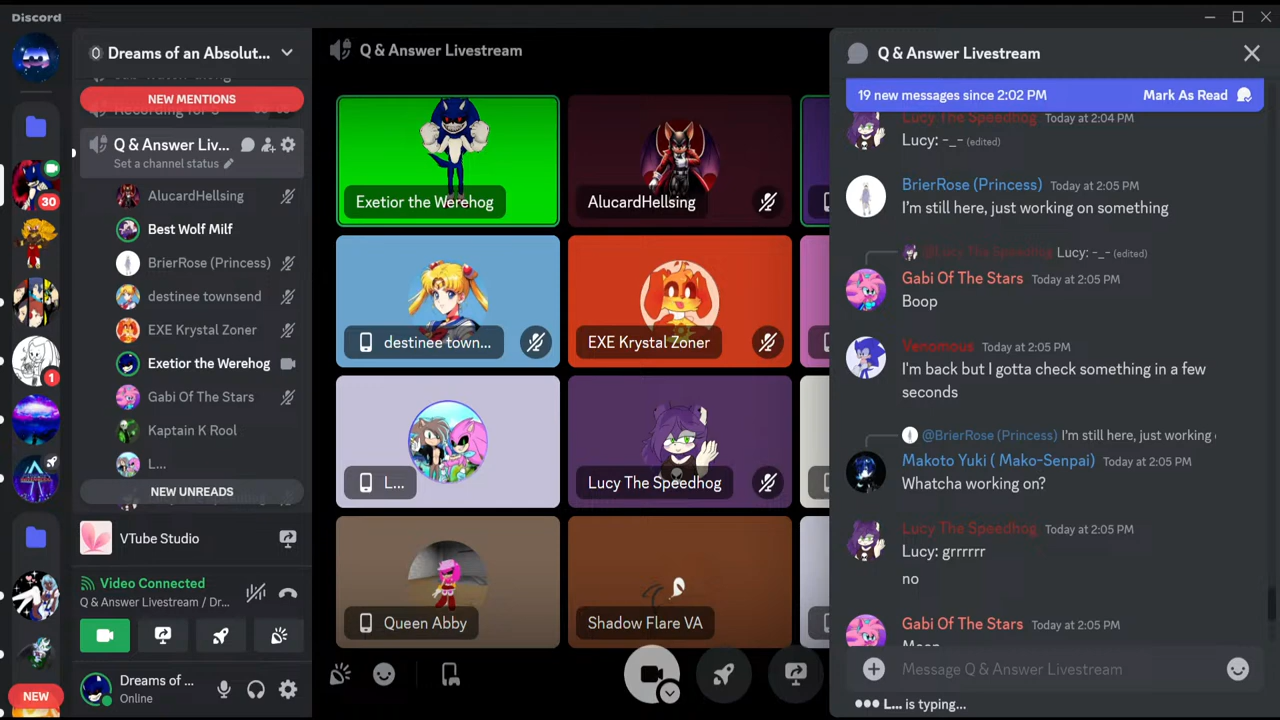 Discord
Dreams of an Absolut...
NEW MENTIONS
Q & Answer Liv...
Set a channel status
AlucardHellsing
Best Wolf Milf
BrierRose (Princess)
destinee townsend
EXE Krystal Zoner
Exetior the Werehog
Gabi Of The Stars
Kaptain K Rool
L...
NEW UNREADS
VTube Studio
Video Connected
Q & Answer Livestream / Dr...
Dreams of ...
Online
30
1
NEW
Q & Answer Livestream
Exetior the Werehog
AlucardHellsing
destinee town...
EXE Krystal Zoner
L...
Lucy The Speedhog
Queen Abby
Shadow Flare VA
Q & Answer Livestream
19 new messages since 2:02 PM
Mark As Read
Lucy The Speedhog Today at 2:04 PM
Lucy: -_- (edited)
BrierRose (Princess) Today at 2:05 PM
I'm still here, just working on something
@Lucy The Speedhog Lucy: -_- (edited)
Gabi Of The Stars Today at 2:05 PM
Boop
Venomous Today at 2:05 PM
I'm back but I gotta check something in a few
seconds
@BrierRose (Princess) I'm still here, just working
Makoto Yuki ( Mako-Senpai) Today at 2:05 PM
Whatcha working on?
Lucy The Speedhog Today at 2:05 PM
Lucy: grrrrrr
no
Gabi Of The Stars Today at 2:05 PM
Message Q & Answer Livestream
L... is typing...